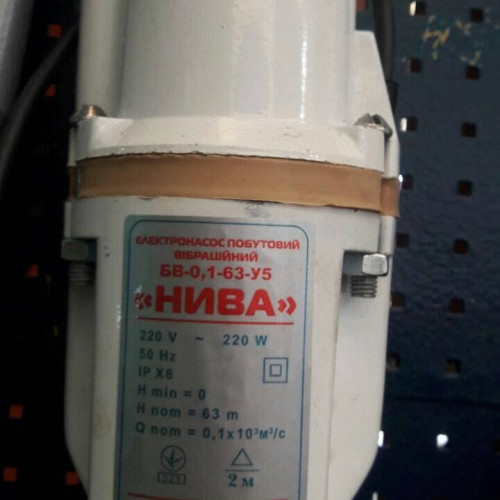 ЕЛЕКТРОНАСОС ПОБУТОВИЙ
ВІБРАЦІЙНИЙ
БВ-0,1-63-У5
«НИВА»
220 V ~ 220 W
50 Hz
IP X8
H min = 0
H nom = 63 m
Q nom = 0,1x10³м³/с
2 м